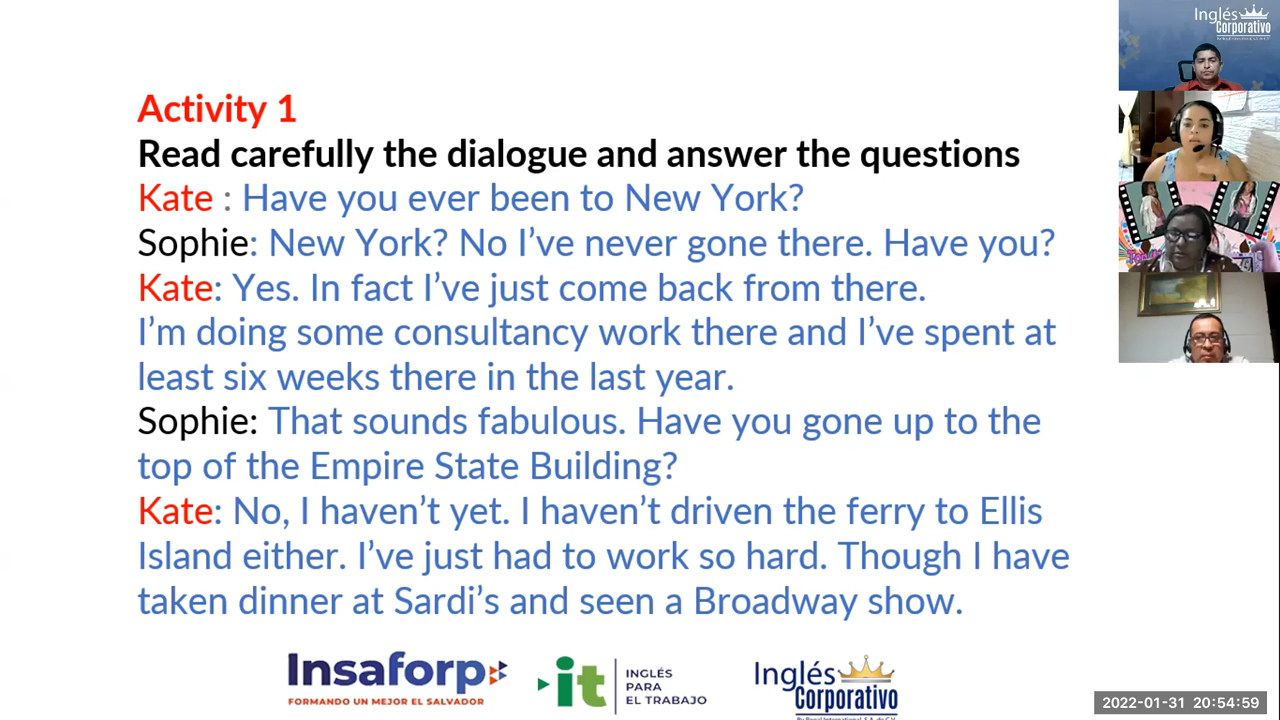 Activity 1
Read carefully the dialogue and answer the questions
Kate : Have you ever been to New York?
Sophie: New York? No I’ve never gone there. Have you?
Kate: Yes. In fact I’ve just come back from there.
I’m doing some consultancy work there and I’ve spent at
least six weeks there in the last year.
Sophie: That sounds fabulous. Have you gone up to the
top of the Empire State Building?
Kate: No, I haven’t yet. I haven’t driven the ferry to Ellis
Island either. I’ve just had to work so hard. Though I have
taken dinner at Sardi’s and seen a Broadway show.
Insaforp
FORMANDO UN MEJOR EL SALVADOR
it
INGLÉS
PARA
EL TRABAJO
Inglés
Corporativo
Inglés
Corporativo
2022-01-31 20:54:59